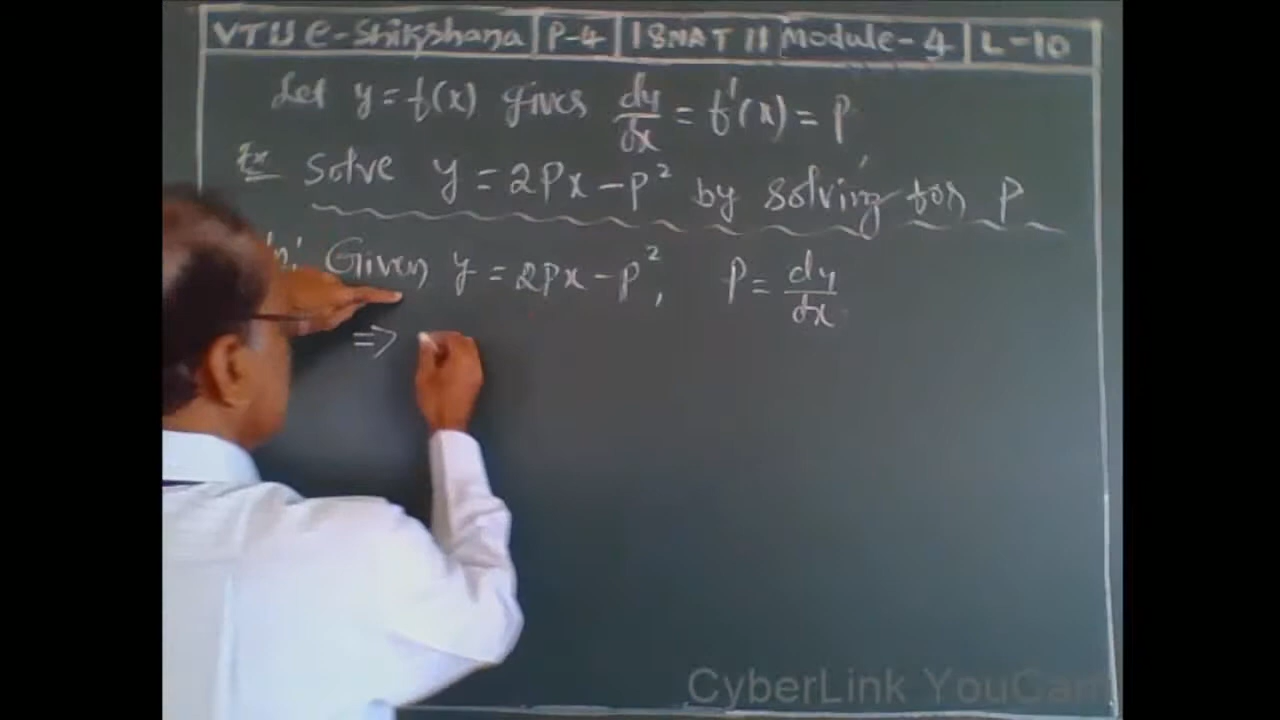 VTU e-Shikshana P-4 18MAT11 Module-4 L-10
Let y = f(x) gives dy/dx = f'(x) = P
Ex Solve y = 2Px - P² by solving for P
Given y = 2Px - P², P = dy/dx
=>
CyberLink YouCam